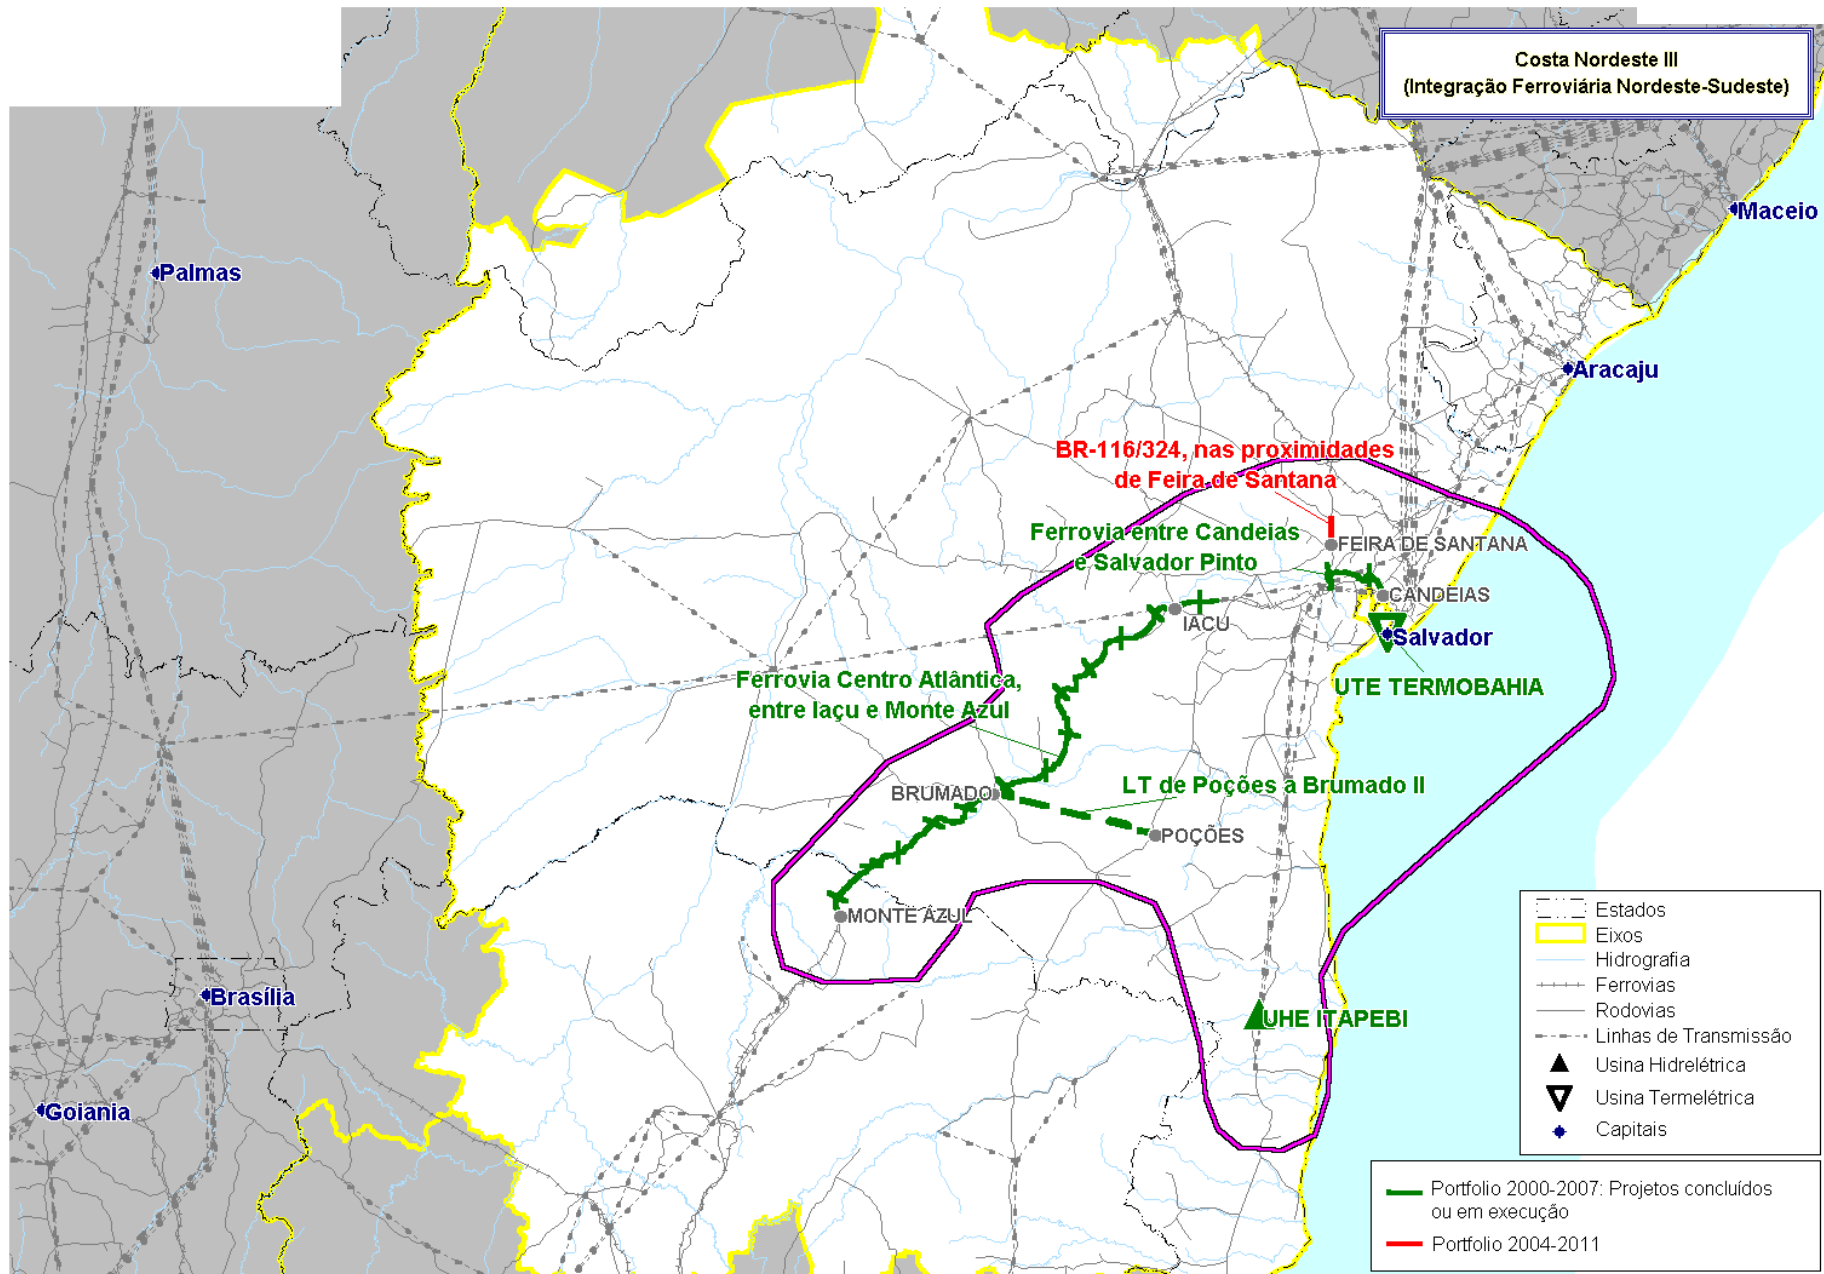 Costa Nordeste III
(Integração Ferroviária Nordeste-Sudeste)
Maceio
Palmas
Aracaju
BR-116/324, nas proximidades
de Feira de Santana
Ferrovia entre Candeias
e Salvador Pinto
FEIRA DE SANTANA
CANDEIAS
IACU
Salvador
UTE TERMOBAHIA
Ferrovia Centro Atlântica,
entre Iaçu e Monte Azul
BRUMADO
LT de Poções a Brumado II
POÇÕES
MONTE AZUL
Brasília
UHE ITAPEBI
Goiania
Estados
Eixos
Hidrografia
Ferrovias
Rodovias
Linhas de Transmissão
Usina Hidrelétrica
Usina Termelétrica
Capitais
Portfolio 2000-2007: Projetos concluídos
ou em execução
Portfolio 2004-2011